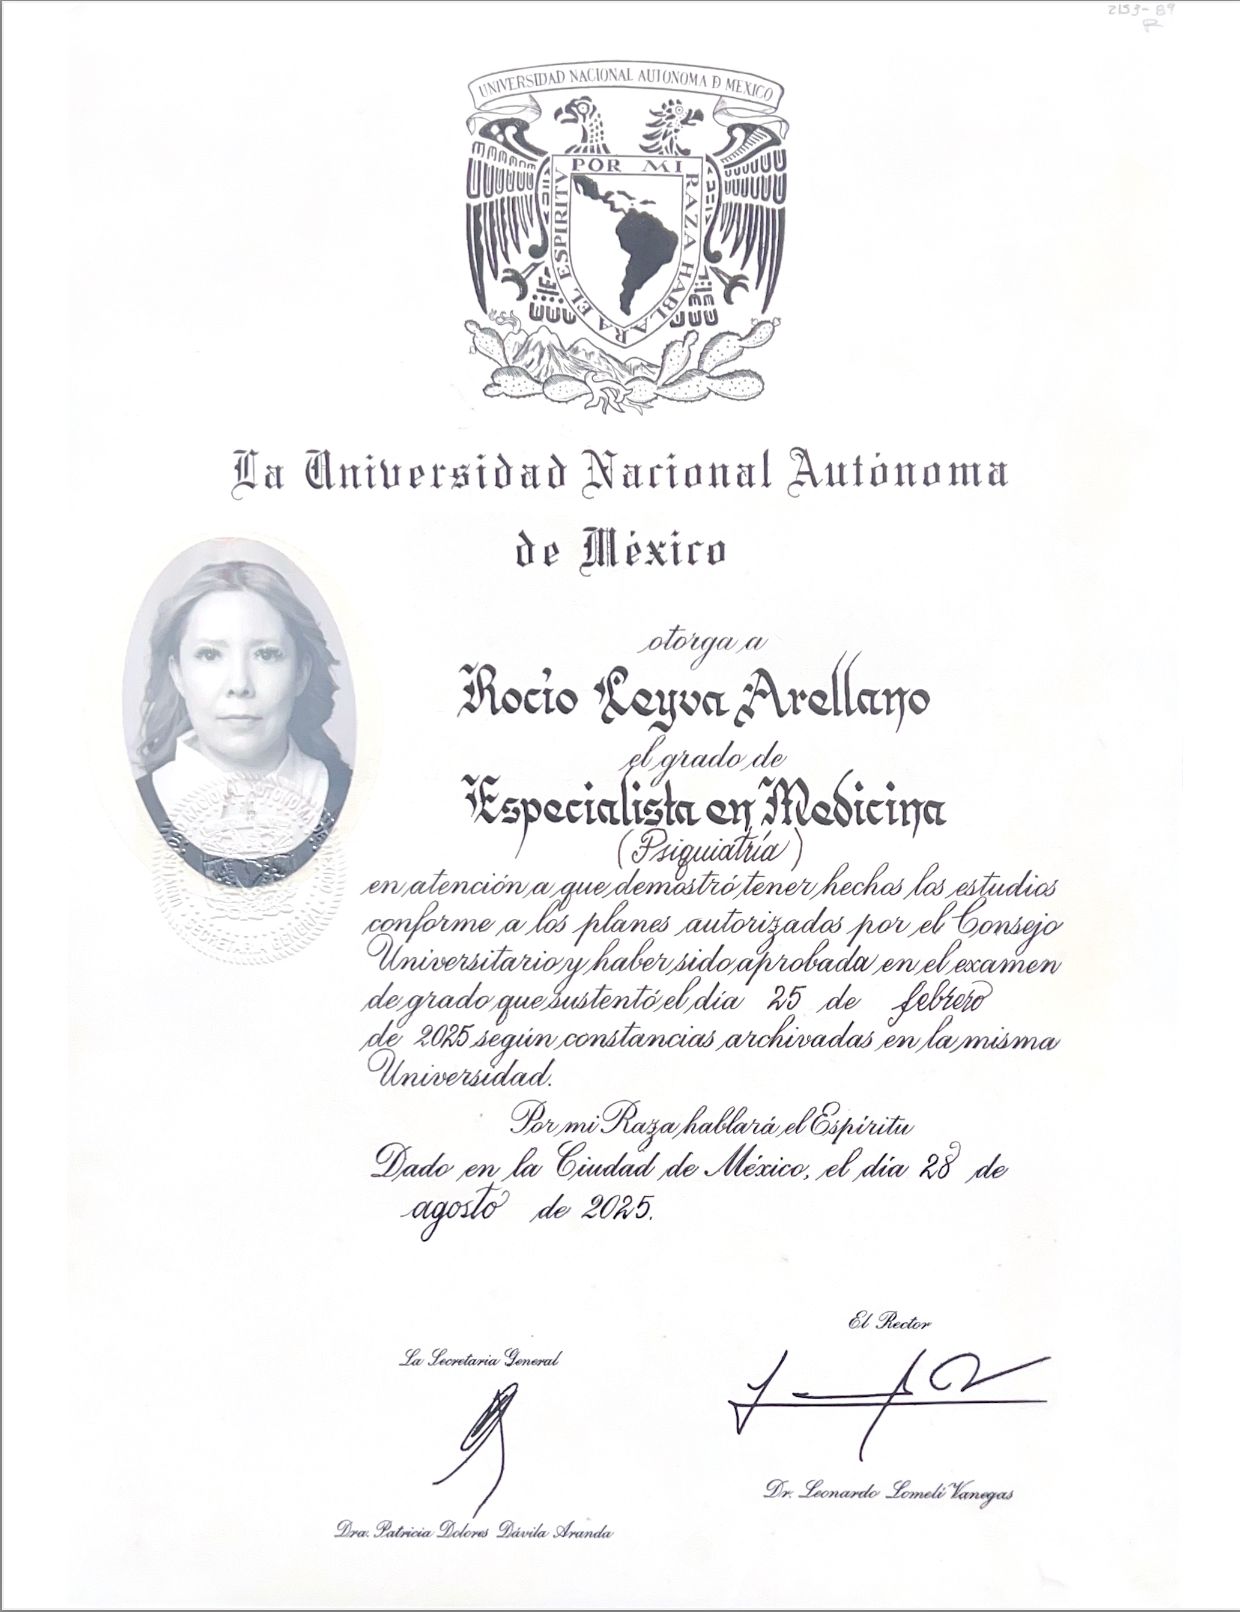 2153-89
UNIVERSIDAD NACIONAL AUTONOMA D MEXICO
POR MI RAZA HABLARA EL ESPIRITV
La Universidad Nacional Autónoma
de México
otorga a
Rocío Leyva Arellano
el grado de
Especialista en Medicina
(Psiquiatría)
en atención a que demostró tener hechos los estudios
conforme a los planes autorizados por el Consejo
Universitario y haber sido aprobada en el examen
de grado que sustentó el día 25 de febrero
de 2025 según constancias archivadas en la misma
Universidad.
Por mi Raza hablará el Espíritu
Dado en la Ciudad de México, el día 28 de
agosto de 2025.
El Rector
La Secretaria General
Dr. Leonardo Lomelí Vanegas
Dra. Patricia Dolores Dávila Aranda